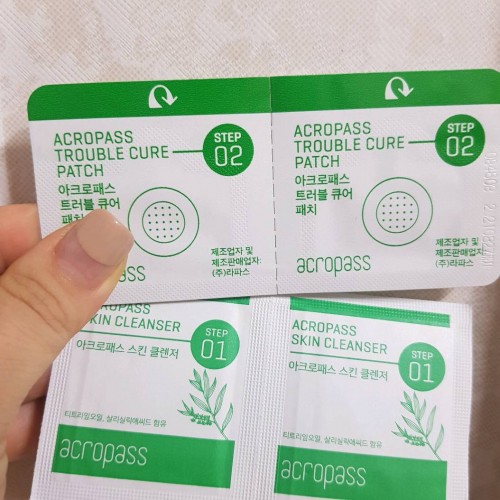 ACROPASS
TROUBLE CURE
PATCH
STEP
02
아크로패스
트러블 큐어
패치
제조업자 및
제조판매업자:
(주)라파스
acropass
ACROPASS
TROUBLE CURE
PATCH
STEP
02
아크로패스
트러블 큐어
패치
제조업자 및
제조판매업자:
(주)라파스
acropass
SKIN CLEANSER
STEP
01
아크로패스 스킨 클렌저
티트리잎오일, 살리실릭애씨드 함유
acropass
ACROPASS
SKIN CLEANSER
STEP
01
아크로패스 스킨 클렌저
티트리잎오일, 살리실릭애씨드 함유
acropass